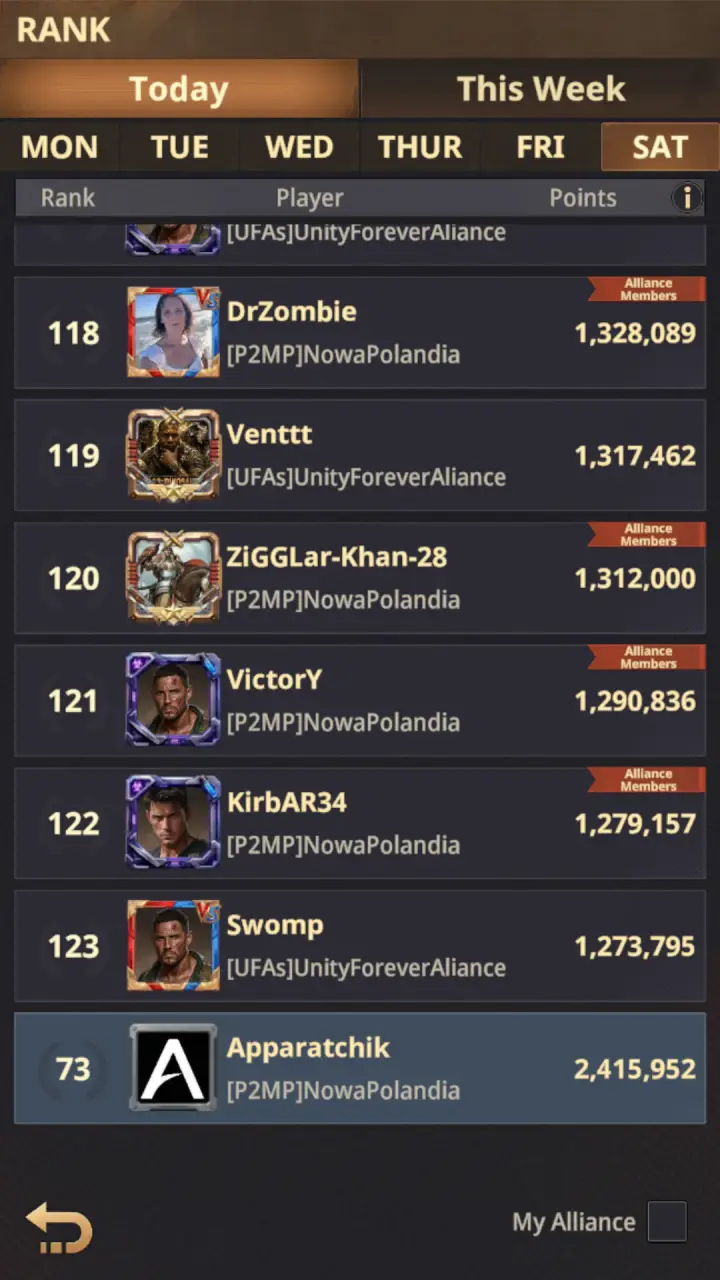 RANK
Today
This Week
MON
TUE
WED
THUR
FRI
SAT
Rank
Player
Points
i
[UFAs]UnityForeverAliance
118
DrZombie
[P2MP]NowaPolandia
Alliance
Members
1,328,089
119
Venttt
[UFAs]UnityForeverAliance
1,317,462
120
ZiGGLar-Khan-28
[P2MP]NowaPolandia
Alliance
Members
1,312,000
121
VictorY
[P2MP]NowaPolandia
Alliance
Members
1,290,836
122
KirbAR34
[P2MP]NowaPolandia
Alliance
Members
1,279,157
123
Swomp
[UFAs]UnityForeverAliance
1,273,795
73
A
Apparatchik
[P2MP]NowaPolandia
2,415,952
My Alliance